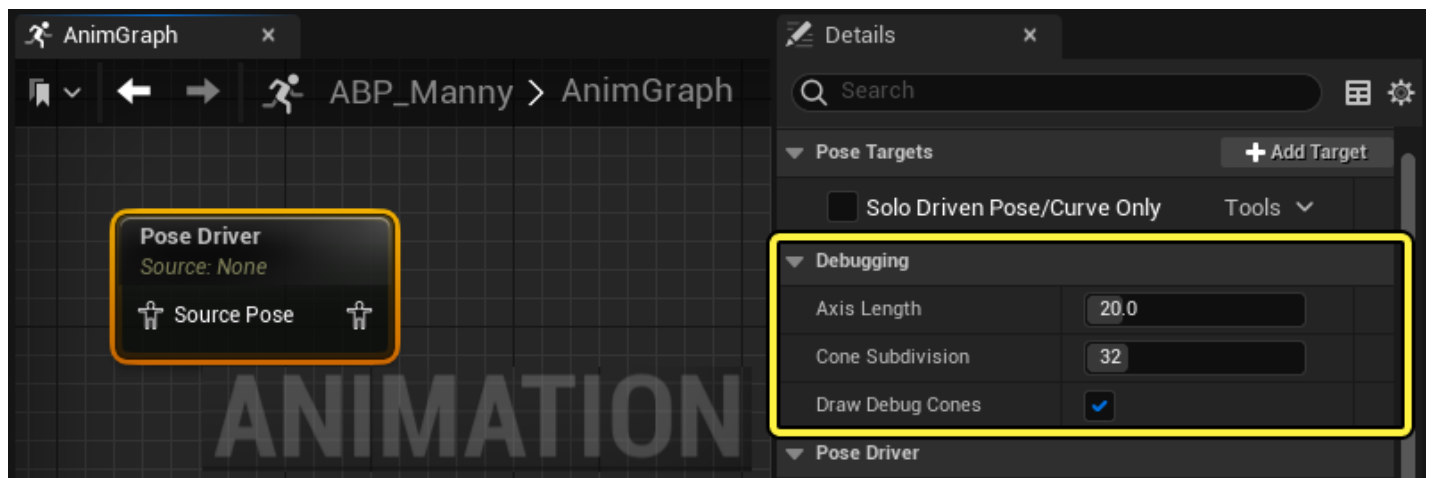 AnimGraph
ABP_Manny > AnimGraph
Pose Driver
Source: None
Source Pose
ANIMATION
Details
Search
Pose Targets
Add Target
Solo Driven Pose/Curve Only Tools
Debugging
Axis Length 20.0
Cone Subdivision 32
Draw Debug Cones
Pose Driver